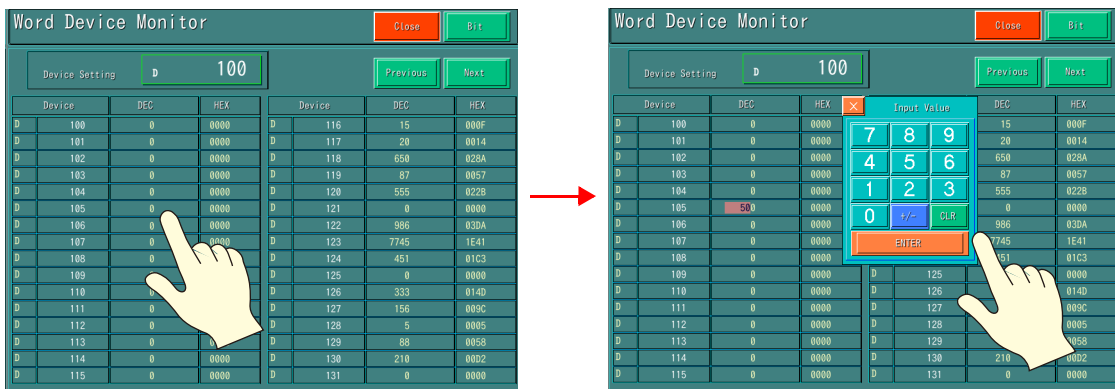 Word Device Monitor Close Bit
Device Setting D 100 Previous Next
Device DEC HEX Device DEC HEX
D 100 0 0000 D 116 15 000F
D 101 0 0000 D 117 20 0014
D 102 0 0000 D 118 650 028A
D 103 0 0000 D 119 87 0057
D 104 0 0000 D 120 555 022B
D 105 0 0000 D 121 0 0000
D 106 0 0000 D 122 986 03DA
D 107 0 0000 D 123 7745 1E41
D 108 0 0000 D 124 451 01C3
D 109 0 0000 D 125 0 0000
D 110 0 0000 D 126 333 014D
D 111 0 0000 D 127 156 009C
D 112 0 0000 D 128 5 0005
D 113 0 0000 D 129 88 0058
D 114 0 0000 D 130 210 00D2
D 115 0 0000 D 131 0 0000
Word Device Monitor Close Bit
Device Setting D 100 Previous Next
Device DEC HEX Input Value DEC HEX
D 100 0 0000 15 000F
D 101 0 0000 20 0014
D 102 0 0000 650 028A
D 103 0 0000 87 0057
D 104 0 0000 555 022B
D 105 500 0000 0 0000
D 106 0 0000 986 03DA
D 107 0 0000 7745 1E41
D 108 0 0000 451 01C3
D 109 0 0000 D 125 0000
D 110 0 0000 D 126 014D
D 111 0 0000 D 127 009C
D 112 0 0000 D 128 0005
D 113 0 0000 D 129 0058
D 114 0 0000 D 130 210 00D2
D 115 0 0000 D 131 0 0000
7 8 9
4 5 6
1 2 3
0 +/- CLR
ENTER